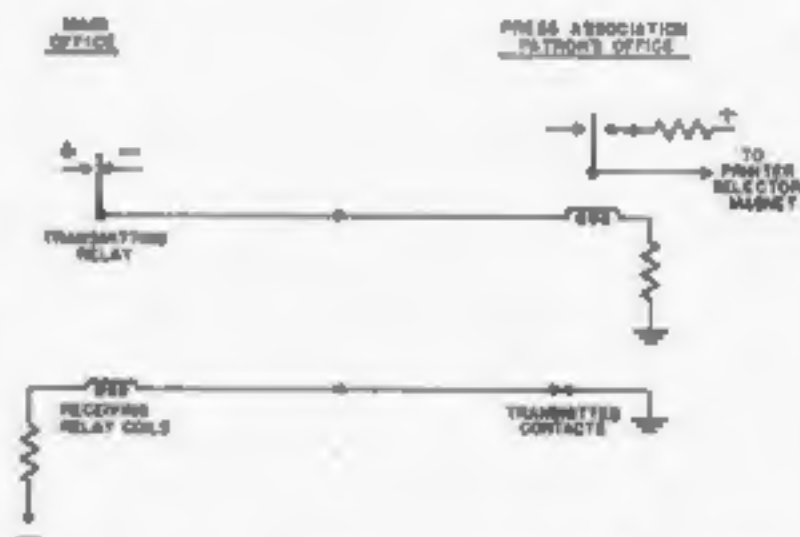 MAIN
OFFICE
PRESS ASSOCIATION
PATRON'S OFFICE
+
-
+
TO
PRINTER
SELECTOR
MAGNET
TRANSMITTING
RELAY
RECEIVING
RELAY COILS
TRANSMITTER
CONTACTS